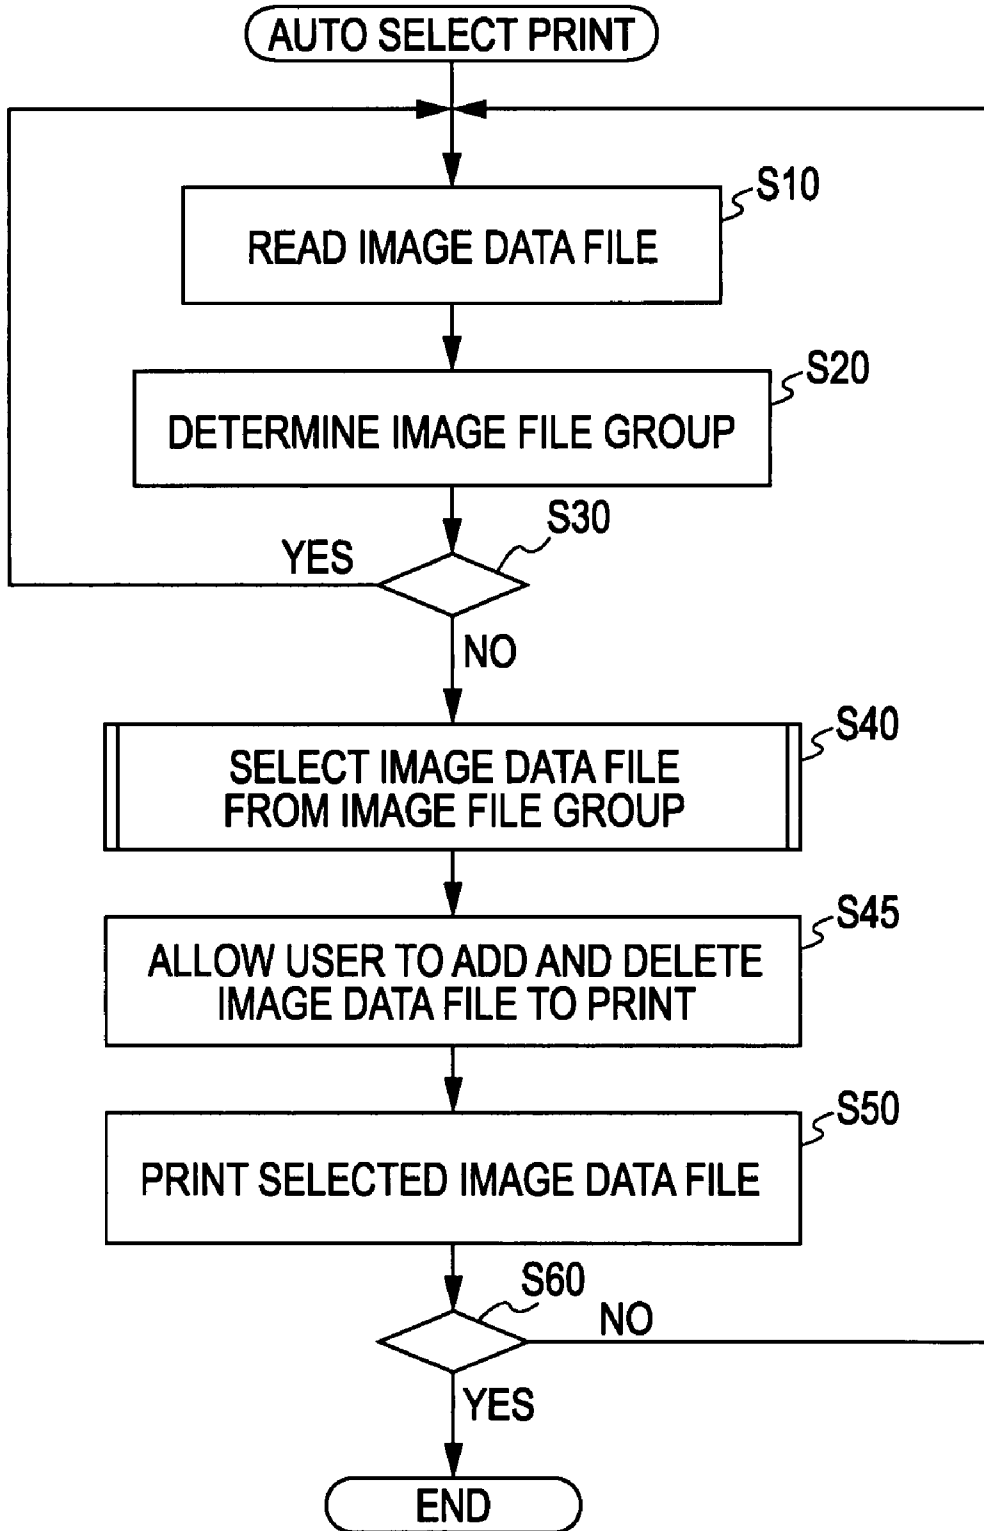 AUTO SELECT PRINT
S10
READ IMAGE DATA FILE
S20
DETERMINE IMAGE FILE GROUP
S30
YES
NO
S40
SELECT IMAGE DATA FILE
FROM IMAGE FILE GROUP
S45
ALLOW USER TO ADD AND DELETE
IMAGE DATA FILE TO PRINT
S50
PRINT SELECTED IMAGE DATA FILE
S60
NO
YES
END